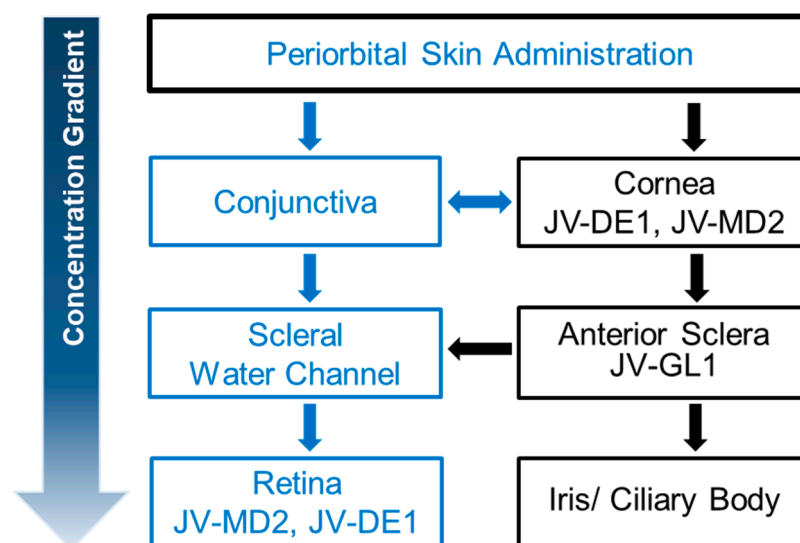 Concentration Gradient
Periorbital Skin Administration
Conjunctiva
Cornea
JV-DE1, JV-MD2
Scleral
Water Channel
Anterior Sclera
JV-GL1
Retina
JV-MD2, JV-DE1
Iris/ Ciliary Body